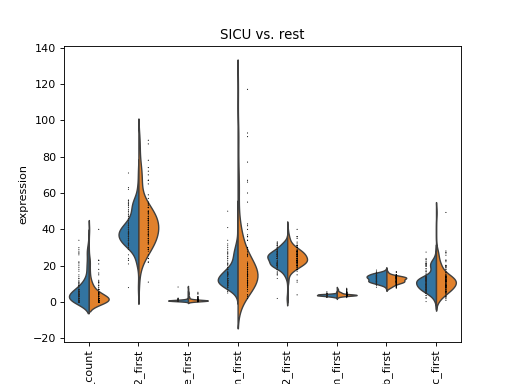 SICU vs. rest
140
120
100
80
60
40
20
0
−20
expression
_count
2_first
e_first
n_first
2_first
n_first
b_first
c_first